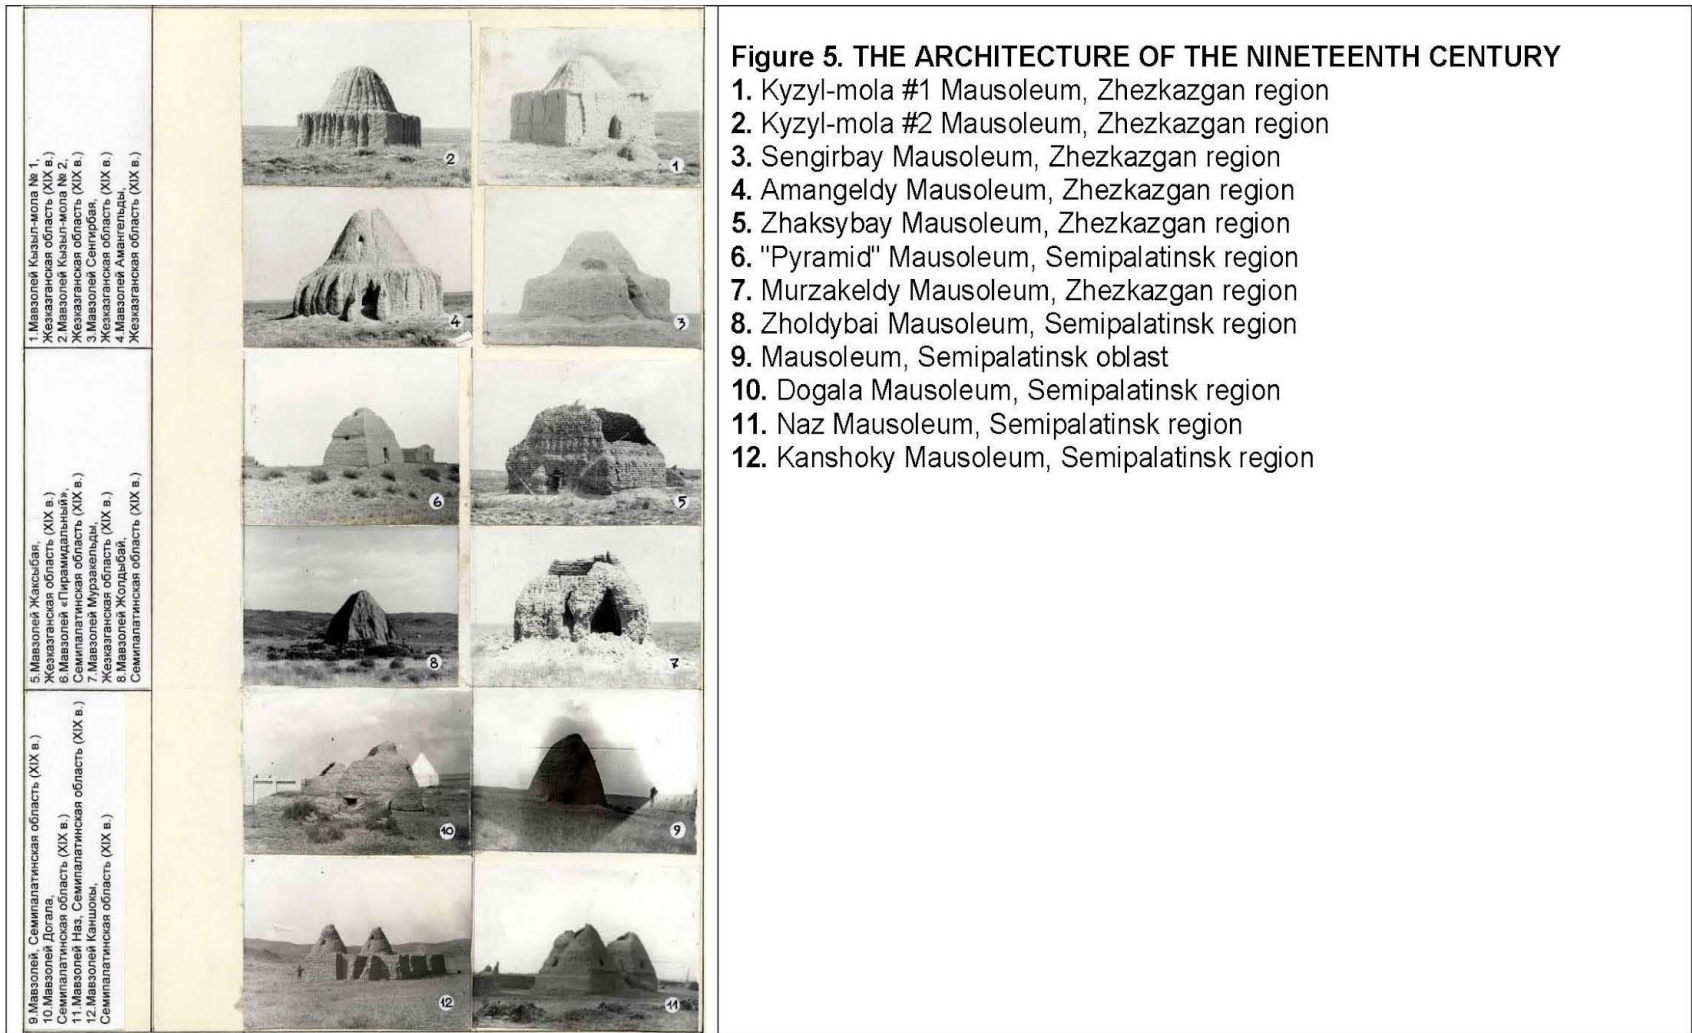 Figure 5. THE ARCHITECTURE OF THE NINETEENTH CENTURY
1. Kyzyl-mola #1 Mausoleum, Zhezkazgan region
2. Kyzyl-mola #2 Mausoleum, Zhezkazgan region
3. Sengirbay Mausoleum, Zhezkazgan region
4. Amangeldy Mausoleum, Zhezkazgan region
5. Zhaksybay Mausoleum, Zhezkazgan region
6. "Pyramid" Mausoleum, Semipalatinsk region
7. Murzakeldy Mausoleum, Zhezkazgan region
8. Zholdybai Mausoleum, Semipalatinsk region
9. Mausoleum, Semipalatinsk oblast
10. Dogala Mausoleum, Semipalatinsk region
11. Naz Mausoleum, Semipalatinsk region
12. Kanshoky Mausoleum, Semipalatinsk region
1.Мавзолей Кызыл-мола № 1,
Жезказганская область (XIX в.)
2.Мавзолей Кызыл-мола № 2,
Жезказганская область (XIX в.)
3.Мавзолей Сенгирбая,
Жезказганская область (XIX в.)
4.Мавзолей Амангельды,
Жезказганская область (XIX в.)
5.Мавзолей Жаксыбая,
Жезказганская область (XIX в.)
6.Мавзолей «Пирамидальный»,
Семипалатинская область (XIX в.)
7.Мавзолей Мурзакельды,
Жезказганская область (XIX в.)
8.Мавзолей Жолдыбай,
Семипалатинская область (XIX в.)
9.Мавзолей, Семипалатинская область (XIX в.)
10.Мавзолей Догала,
Семипалатинская область (XIX в.)
11.Мавзолей Наз, Семипалатинская область (XIX в.)
12.Мавзолей Каншокы,
Семипалатинская область (XIX в.)
2
1
4
3
6
5
8
7
10
9
12
11